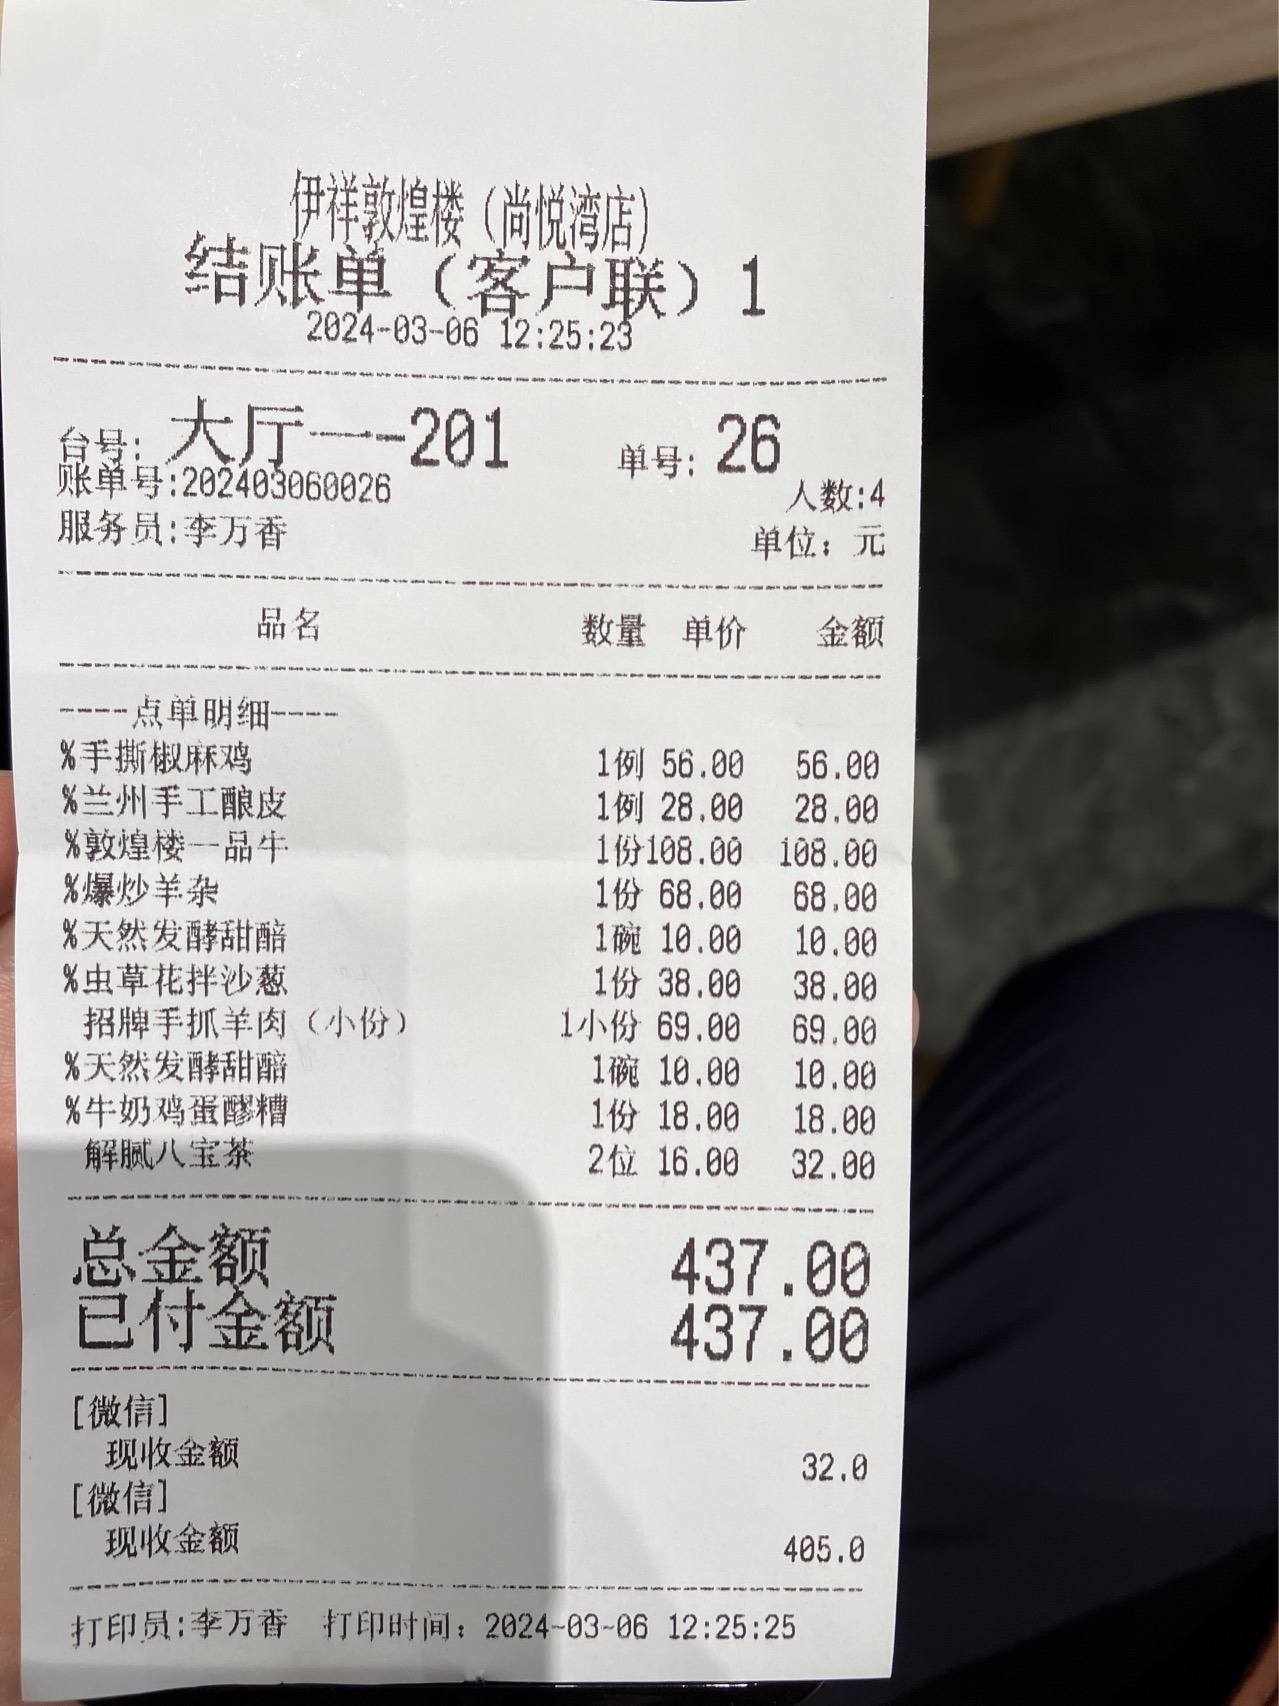 伊祥敦煌楼（尚悦湾店）
结账单（客户联）1
2024-03-06 12:25:23
台号: 大厅一-201 单号: 26
账单号:202403060026 人数:4
服务员:李万香 单位：元
品名 数量 单价 金额
----点单明细----
%手撕椒麻鸡 1例 56.00 56.00
%兰州手工酿皮 1例 28.00 28.00
%敦煌楼一品牛 1份108.00 108.00
%爆炒羊杂 1份 68.00 68.00
%天然发酵甜醅 1碗 10.00 10.00
%虫草花拌沙葱 1份 38.00 38.00
招牌手抓羊肉（小份） 1小份 69.00 69.00
%天然发酵甜醅 1碗 10.00 10.00
%牛奶鸡蛋醪糟 1份 18.00 18.00
解腻八宝茶 2位 16.00 32.00
总金额 437.00
已付金额 437.00
[微信]
现收金额 32.0
[微信]
现收金额 405.0
打印员:李万香 打印时间：2024-03-06 12:25:25